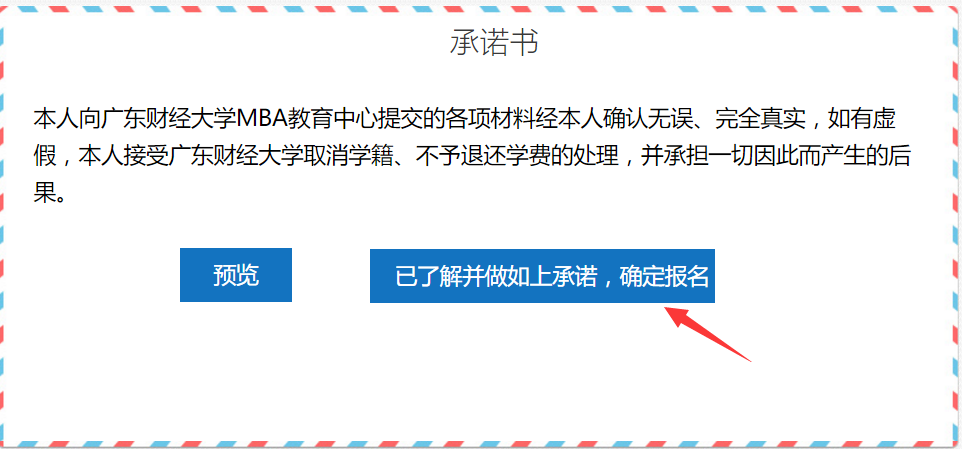 承诺书
本人向广东财经大学MBA教育中心提交的各项材料经本人确认无误、完全真实，如有虚
假，本人接受广东财经大学取消学籍、不予退还学费的处理，并承担一切因此而产生的后
果。
预览
已了解并做如上承诺，确定报名